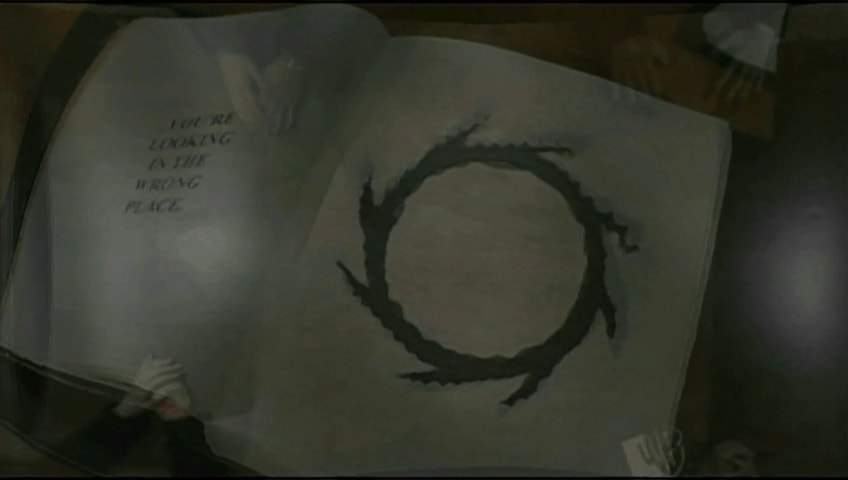 YOU'RE
LOOKING
IN THE
WRONG
PLACE